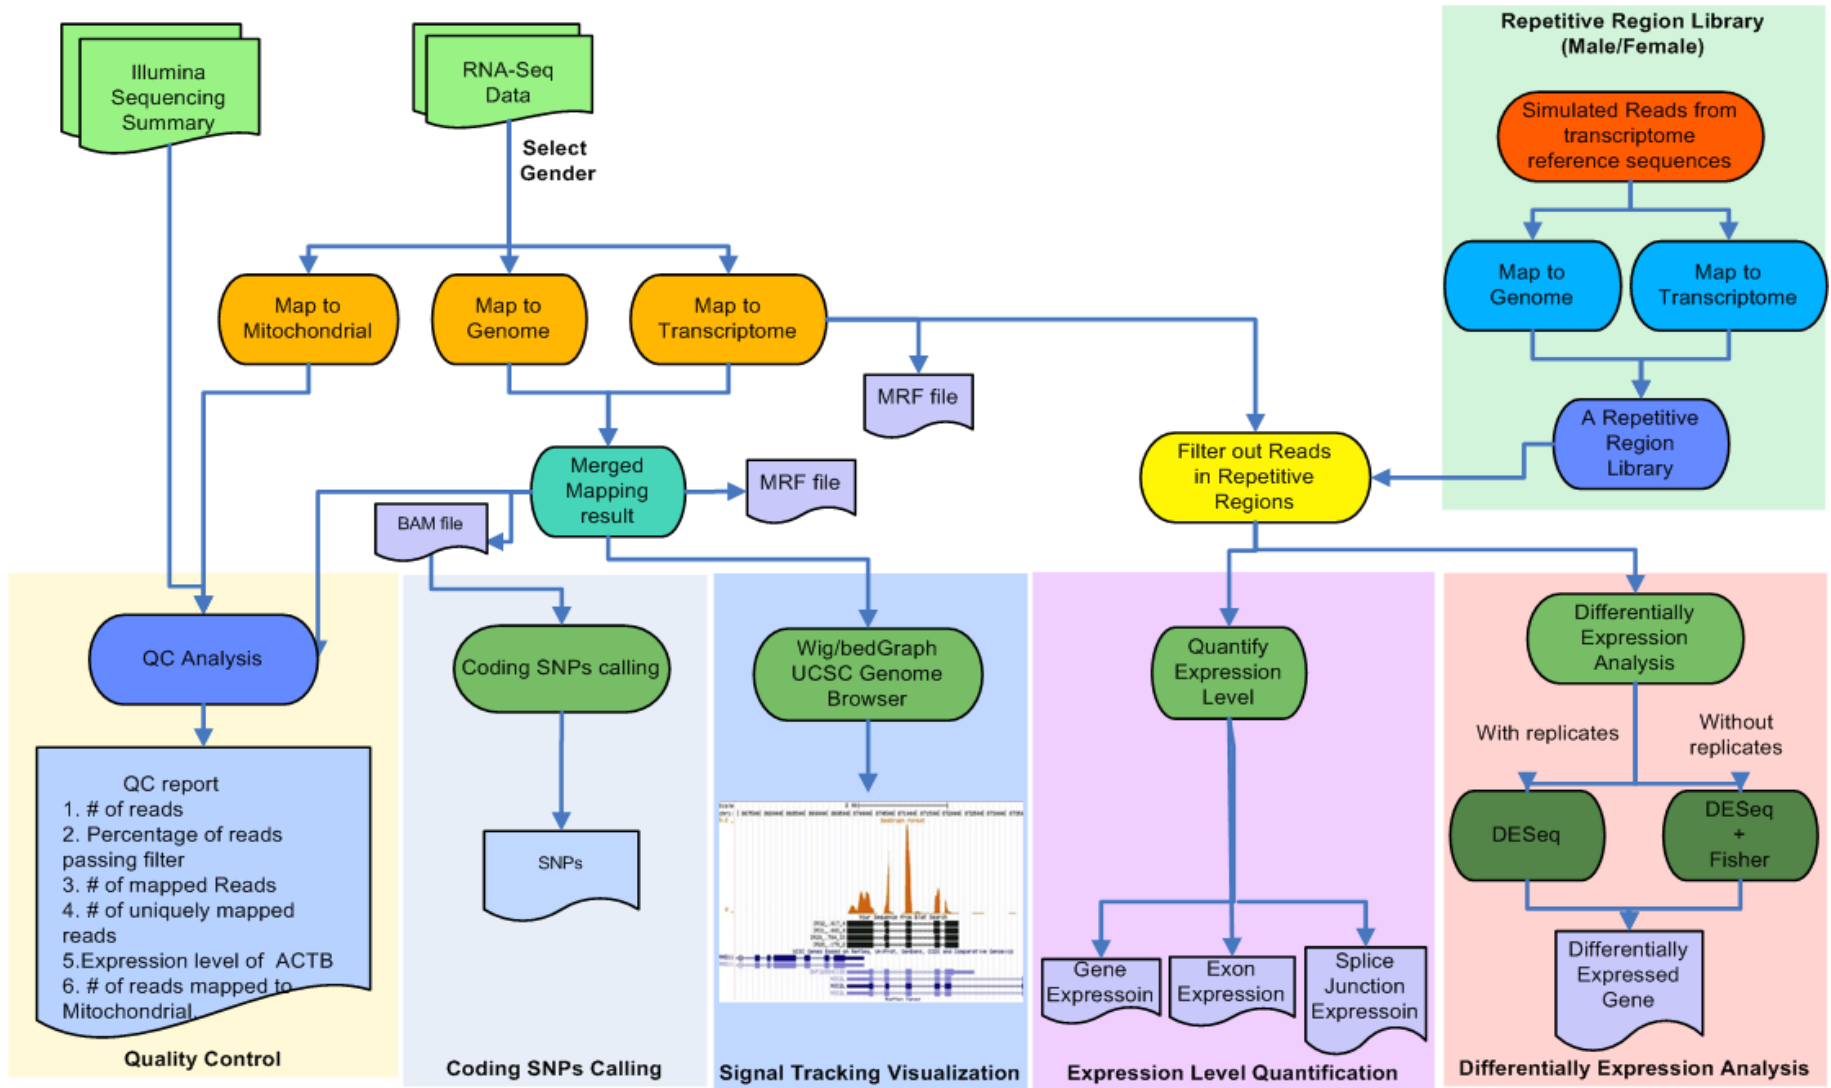 Illumina
Sequencing
Summary
RNA-Seq
Data
Select
Gender
Repetitive Region Library
(Male/Female)
Simulated Reads from
transcriptome
reference sequences
Map to
Genome
Map to
Transcriptome
A Repetitive
Region
Library
Map to
Mitochondrial
Map to
Genome
Map to
Transcriptome
MRF file
Merged
Mapping
result
MRF file
BAM file
Filter out Reads
in Repetitive
Regions
QC Analysis
QC report
1. # of reads
2. Percentage of reads
passing filter
3. # of mapped Reads
4. # of uniquely mapped
reads
5.Expression level of ACTB
6. # of reads mapped to
Mitochondrial.
Quality Control
Coding SNPs calling
SNPs
Coding SNPs Calling
Wig/bedGraph
UCSC Genome
Browser
Signal Tracking Visualization
Quantify
Expression
Level
Gene
Expressoin
Exon
Expression
Splice
Junction
Expressoin
Expression Level Quantification
Differentially
Expression
Analysis
With replicates
Without
replicates
DESeq
DESeq
+
Fisher
Differentially
Expressed
Gene
Differentially Expression Analysis